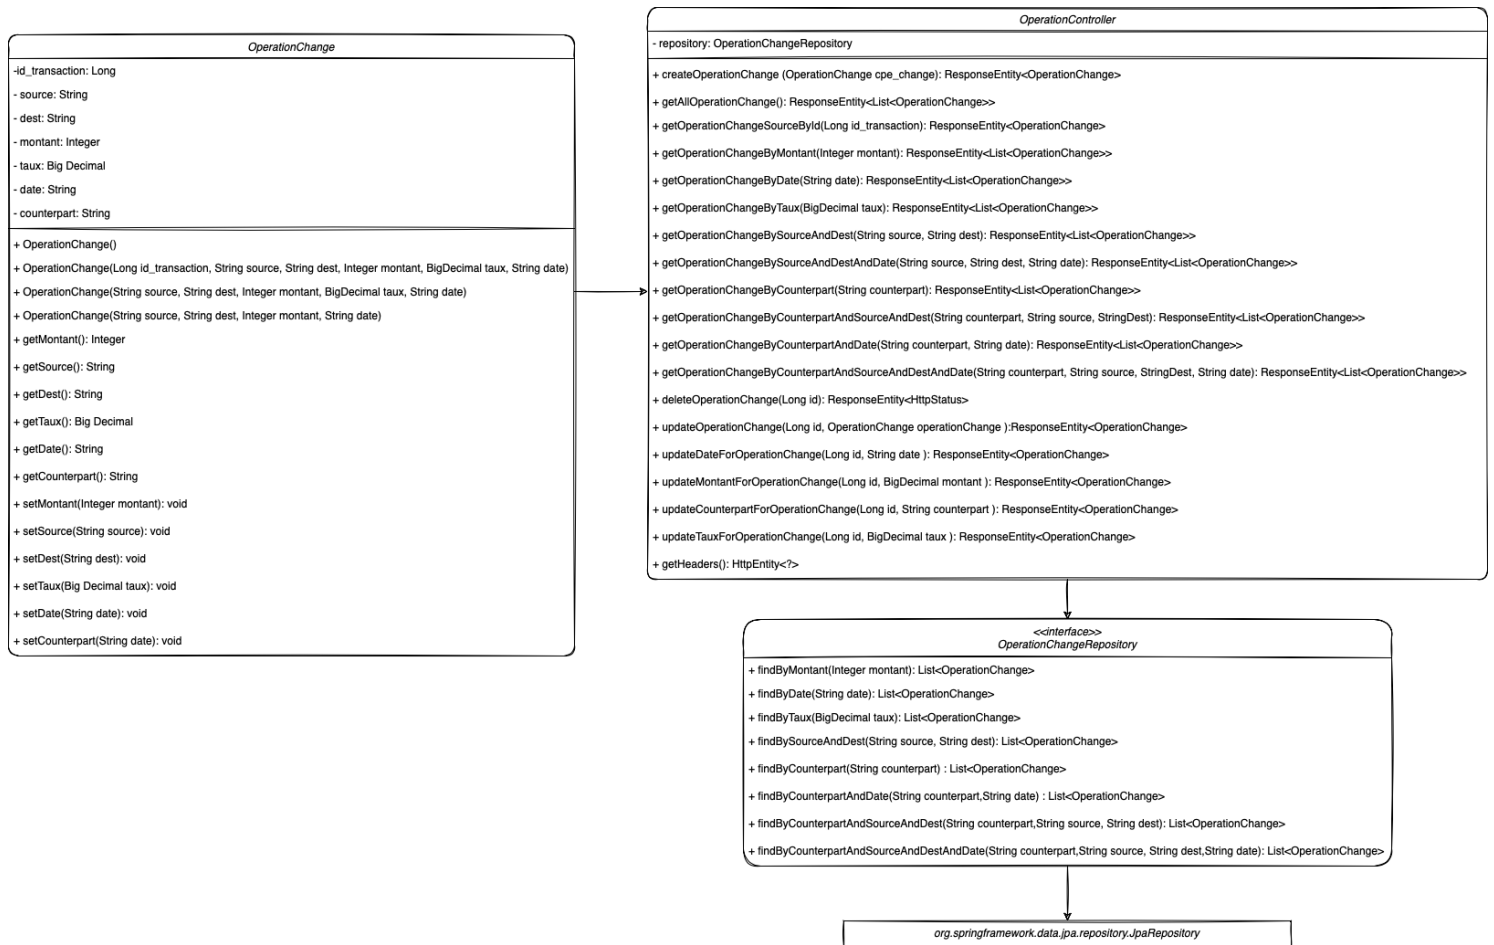 OperationChange
-id_transaction: Long
- source: String
- dest: String
- montant: Integer
- taux: Big Decimal
- date: String
- counterpart: String
+ OperationChange()
+ OperationChange(Long id_transaction, String source, String dest, Integer montant, BigDecimal taux, String date)
+ OperationChange(String source, String dest, Integer montant, BigDecimal taux, String date)
+ OperationChange(String source, String dest, Integer montant, String date)
+ getMontant(): Integer
+ getSource(): String
+ getDest(): String
+ getTaux(): Big Decimal
+ getDate(): String
+ getCounterpart(): String
+ setMontant(Integer montant): void
+ setSource(String source): void
+ setDest(String dest): void
+ setTaux(Big Decimal taux): void
+ setDate(String date): void
+ setCounterpart(String date): void
OperationController
- repository: OperationChangeRepository
+ createOperationChange (OperationChange cpe_change): ResponseEntity<OperationChange>
+ getAllOperationChange(): ResponseEntity<List<OperationChange>>
+ getOperationChangeSourceById(Long id_transaction): ResponseEntity<OperationChange>
+ getOperationChangeByMontant(Integer montant): ResponseEntity<List<OperationChange>>
+ getOperationChangeByDate(String date): ResponseEntity<List<OperationChange>>
+ getOperationChangeByTaux(BigDecimal taux): ResponseEntity<List<OperationChange>>
+ getOperationChangeBySourceAndDest(String source, String dest): ResponseEntity<List<OperationChange>>
+ getOperationChangeBySourceAndDestAndDate(String source, String dest, String date): ResponseEntity<List<OperationChange>>
+ getOperationChangeByCounterpart(String counterpart): ResponseEntity<List<OperationChange>>
+ getOperationChangeByCounterpartAndSourceAndDest(String counterpart, String source, StringDest): ResponseEntity<List<OperationChange>>
+ getOperationChangeByCounterpartAndDate(String counterpart, String date): ResponseEntity<List<OperationChange>>
+ getOperationChangeByCounterpartAndSourceAndDestAndDate(String counterpart, String source, StringDest, String date): ResponseEntity<List<OperationChange>>
+ deleteOperationChange(Long id): ResponseEntity<HttpStatus>
+ updateOperationChange(Long id, OperationChange operationChange ):ResponseEntity<OperationChange>
+ updateDateForOperationChange(Long id, String date ): ResponseEntity<OperationChange>
+ updateMontantForOperationChange(Long id, BigDecimal montant ): ResponseEntity<OperationChange>
+ updateCounterpartForOperationChange(Long id, String counterpart ): ResponseEntity<OperationChange>
+ updateTauxForOperationChange(Long id, BigDecimal taux ): ResponseEntity<OperationChange>
+ getHeaders(): HttpEntity<?>
<<interface>>
OperationChangeRepository
+ findByMontant(Integer montant): List<OperationChange>
+ findByDate(String date): List<OperationChange>
+ findByTaux(BigDecimal taux): List<OperationChange>
+ findBySourceAndDest(String source, String dest): List<OperationChange>
+ findByCounterpart(String counterpart) : List<OperationChange>
+ findByCounterpartAndDate(String counterpart,String date) : List<OperationChange>
+ findByCounterpartAndSourceAndDest(String counterpart,String source, String dest): List<OperationChange>
+ findByCounterpartAndSourceAndDestAndDate(String counterpart,String source, String dest,String date): List<OperationChange>
org.springframework.data.jpa.repository.JpaRepository